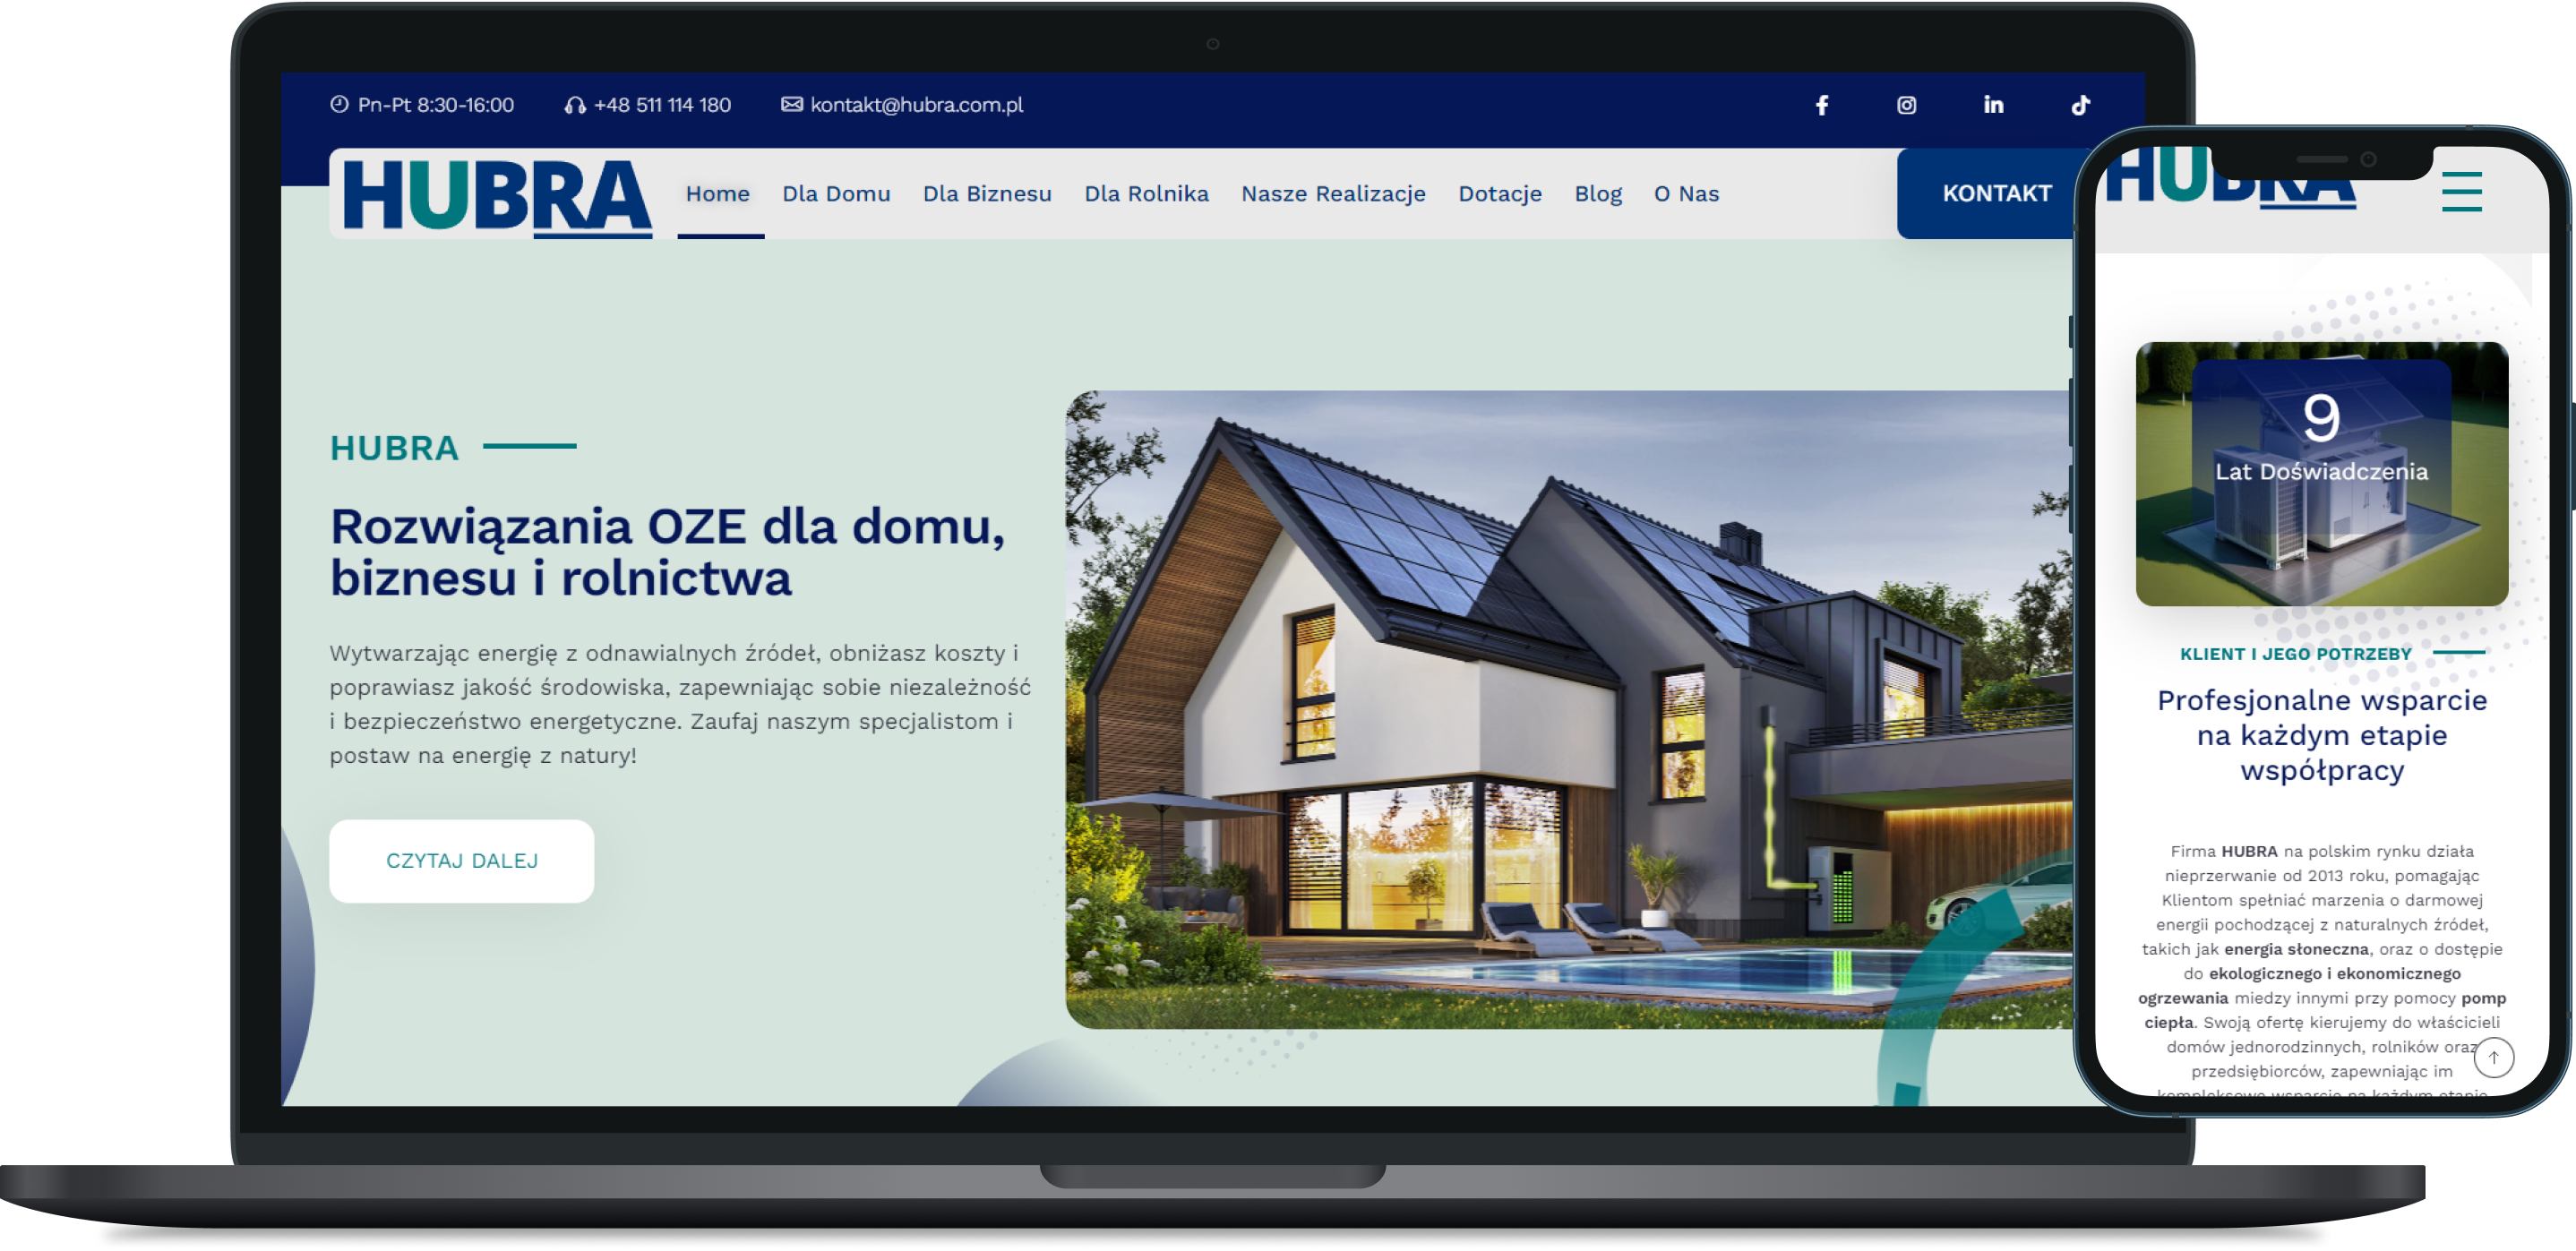 Pn-Pt 8:30-16:00 +48 511 114 180 kontakt@hubra.com.pl
HUBRA Home Dla Domu Dla Biznesu Dla Rolnika Nasze Realizacje Dotacje Blog O Nas KONTAKT
HUBRA
Rozwiązania OZE dla domu,
biznesu i rolnictwa
Wytwarzając energię z odnawialnych źródeł, obniżasz koszty i
poprawiasz jakość środowiska, zapewniając sobie niezależność
i bezpieczeństwo energetyczne. Zaufaj naszym specjalistom i
postaw na energię z natury!
CZYTAJ DALEJ
HUBRA
9
Lat Doświadczenia
KLIENT I JEGO POTRZEBY
Profesjonalne wsparcie
na każdym etapie
współpracy
Firma HUBRA na polskim rynku działa
nieprzerwanie od 2013 roku, pomagając
Klientom spełniać marzenia o darmowej
energii pochodzącej z naturalnych źródeł,
takich jak energia słoneczna, oraz o dostępie
do ekologicznego i ekonomicznego
ogrzewania miedzy innymi przy pomocy pomp
ciepła. Swoją ofertę kierujemy do właścicieli
domów jednorodzinnych, rolników oraz
przedsiębiorców, zapewniając im
kompleksowe wsparcie na każdym etapie